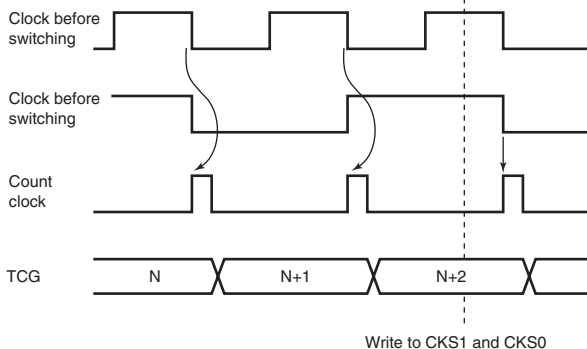 Clock before
switching
Clock before
switching
Count
clock
TCG
N
N+1
N+2
Write to CKS1 and CKS0